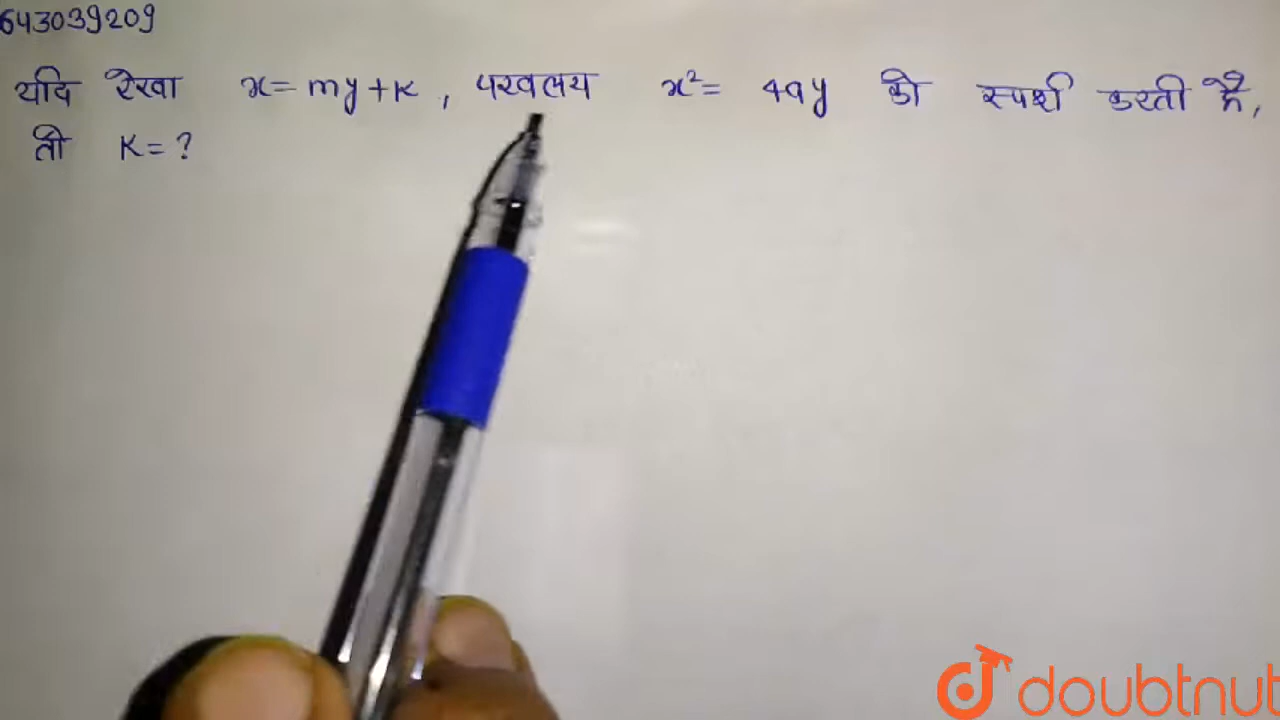 643039209
यदि रेखा x = my + k , परवलय x² = 4ay को स्पर्श करती है,
तो k = ?
doubtnut